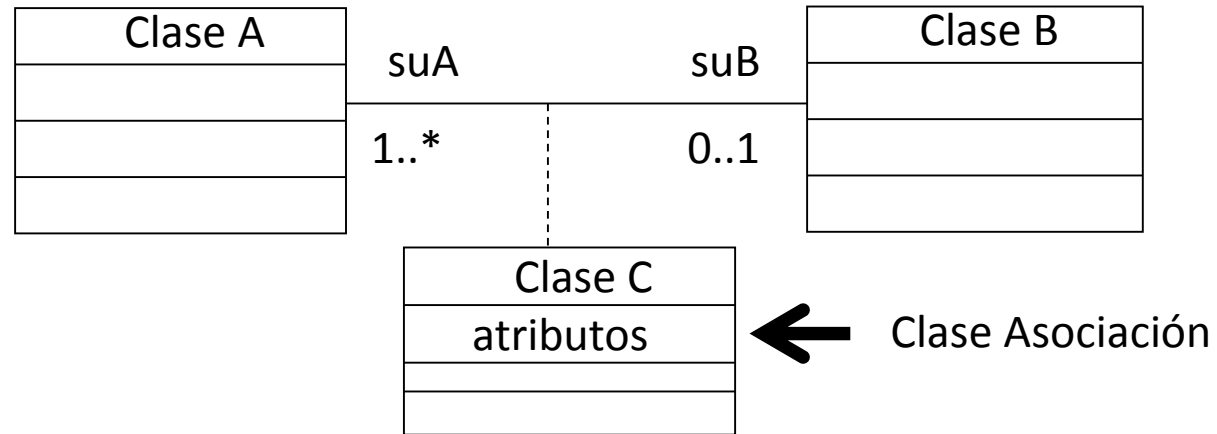 Clase A
Clase B
suA
suB
1..*
0..1
Clase C
atributos
Clase Asociación